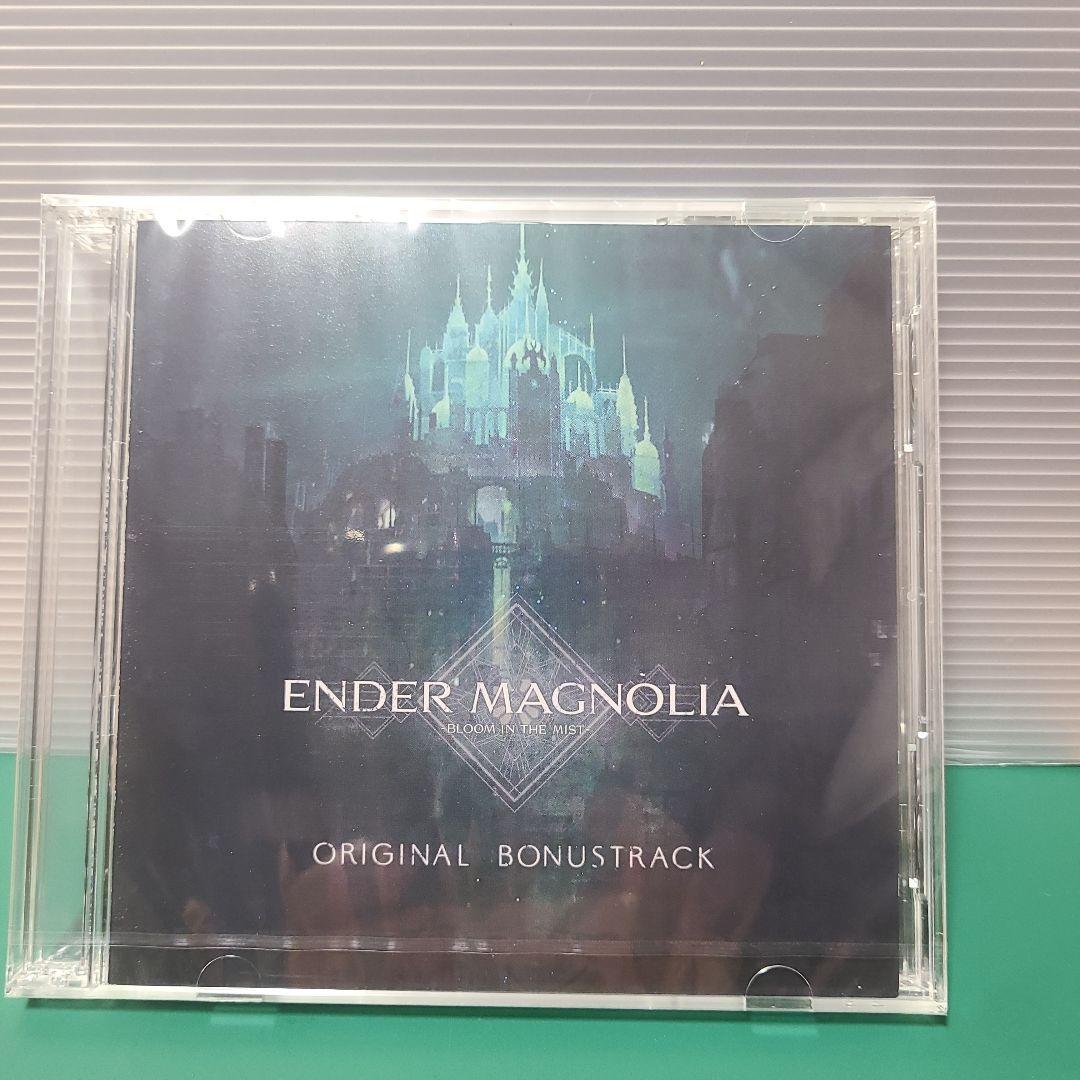 ENDER MAGNOLIA
-BLOOM IN THE MIST-
ORIGINAL BONUSTRACK